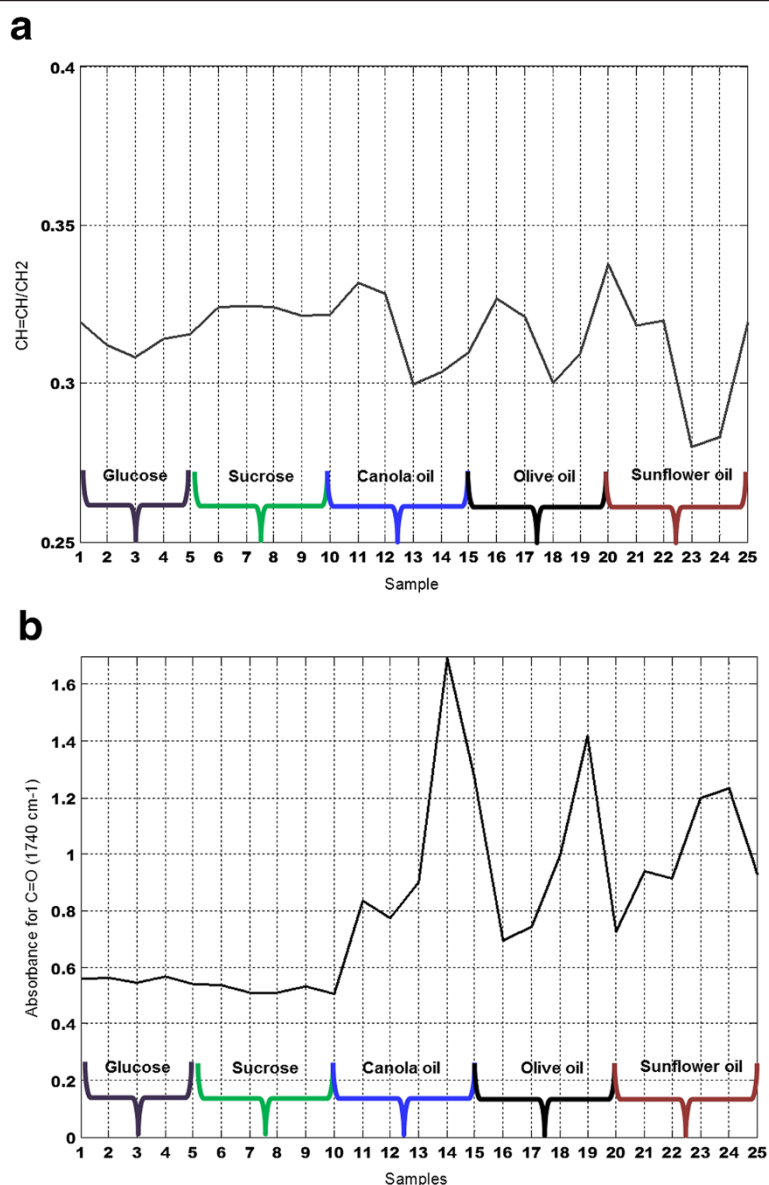 a
0.4
0.35
0.3
0.25
CH=CH/CH2
Glucose Sucrose Canola oil Olive oil Sunflower oil
1 2 3 4 5 6 7 8 9 10 11 12 13 14 15 16 17 18 19 20 21 22 23 24 25
Sample
b
1.6
1.4
1.2
1
0.8
0.6
0.4
0.2
0
Absorbance for C=O (1740 cm-1)
Glucose Sucrose Canola oil Olive oil Sunflower oil
1 2 3 4 5 6 7 8 9 10 11 12 13 14 15 16 17 18 19 20 21 22 23 24 25
Samples